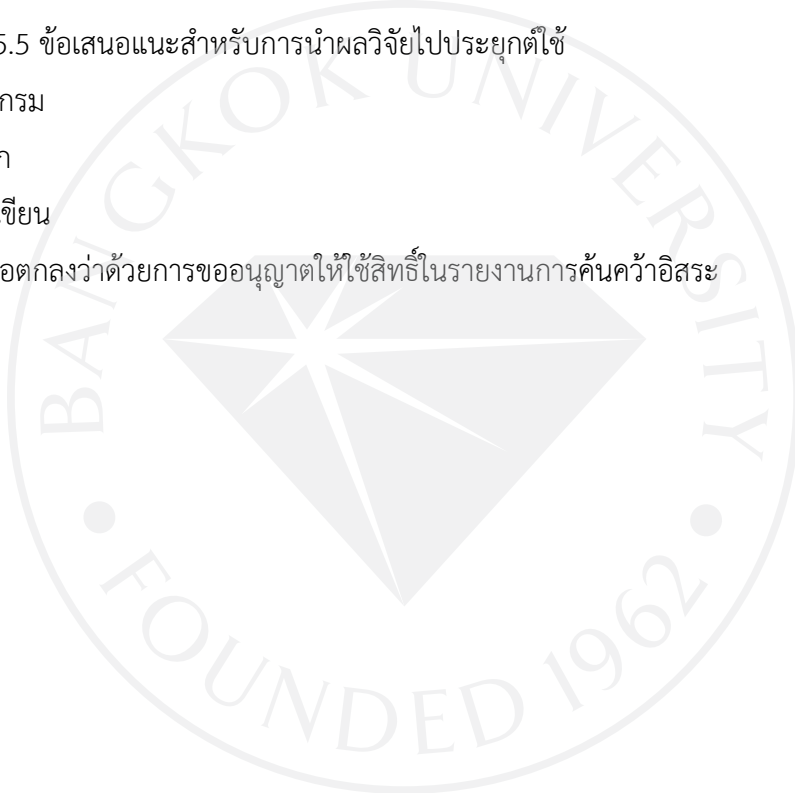 5.5 ข้อเสนอแนะสำหรับการนำผลวิจัยไปประยุกต์ใช้
กรม
ก
เขียน
อตกลงว่าด้วยการขออนุญาตให้ใช้สิทธิ์ในรายงานการค้นคว้าอิสระ
BANGKOK UNIVERSITY
FOUNDED 1962